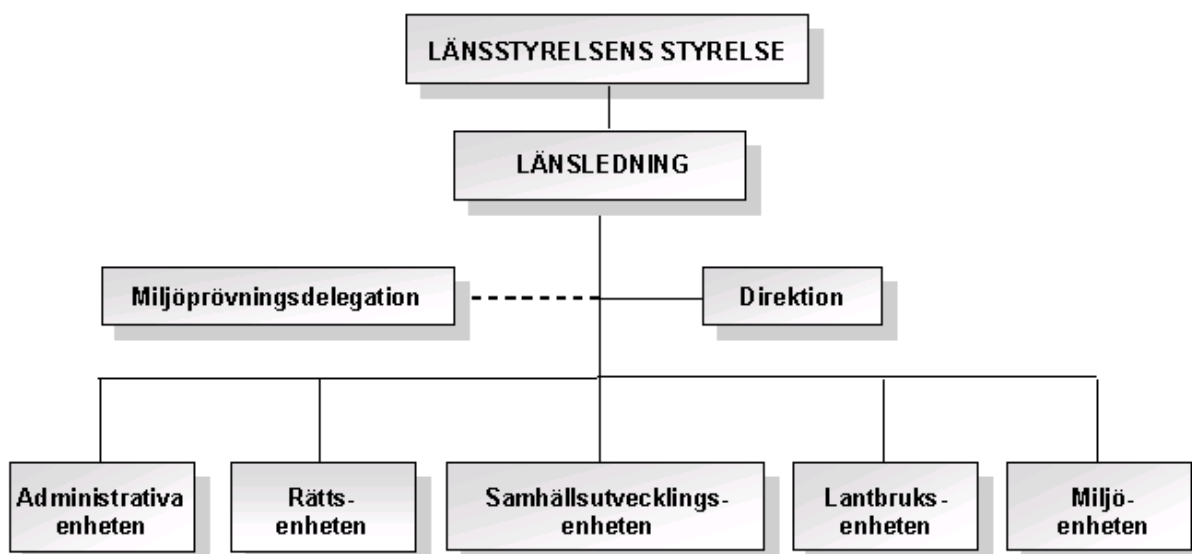 LÄNSSTYRELSENS STYRELSE
LÄNSLEDNING
Miljöprövningsdelegation
Direktion
Administrativa
enheten
Rätts-
enheten
Samhällsutvecklings-
enheten
Lantbruks-
enheten
Miljö-
enheten